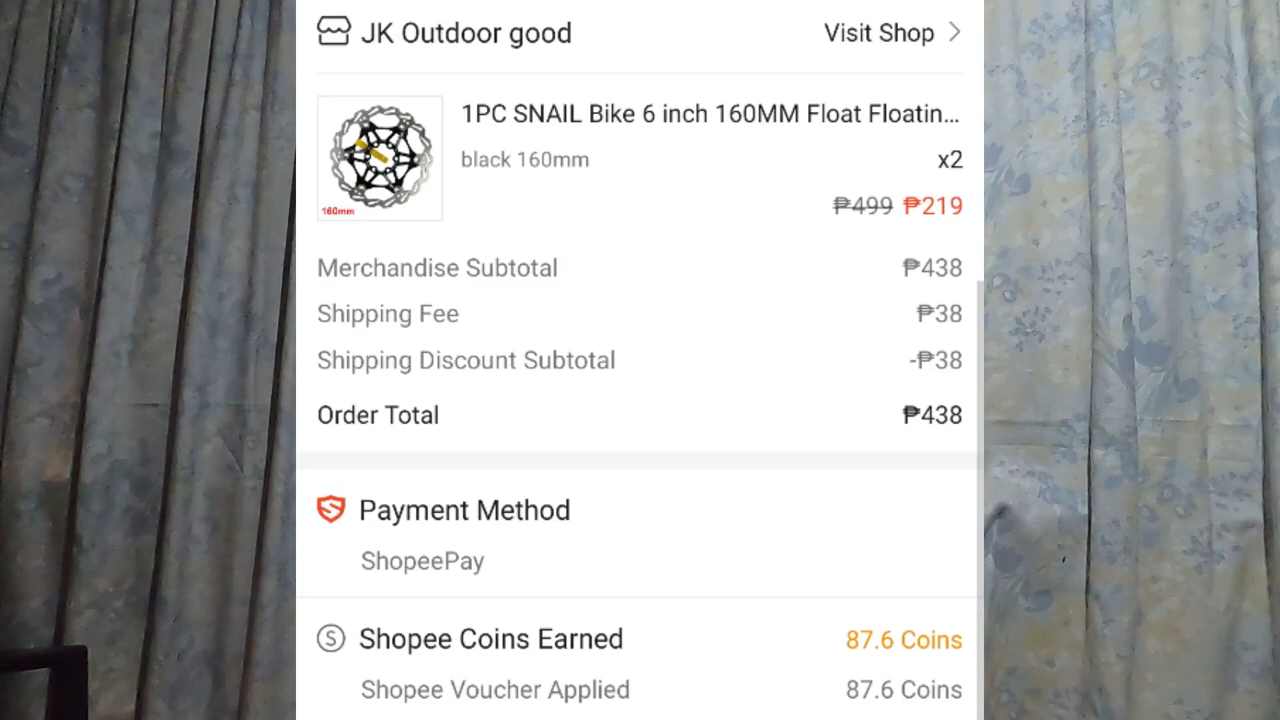 JK Outdoor good
Visit Shop
1PC SNAIL Bike 6 inch 160MM Float Floatin...
black 160mm
x2
₱499 ₱219
160mm
Merchandise Subtotal ₱438
Shipping Fee ₱38
Shipping Discount Subtotal -₱38
Order Total ₱438
Payment Method
ShopeePay
Shopee Coins Earned 87.6 Coins
Shopee Voucher Applied 87.6 Coins